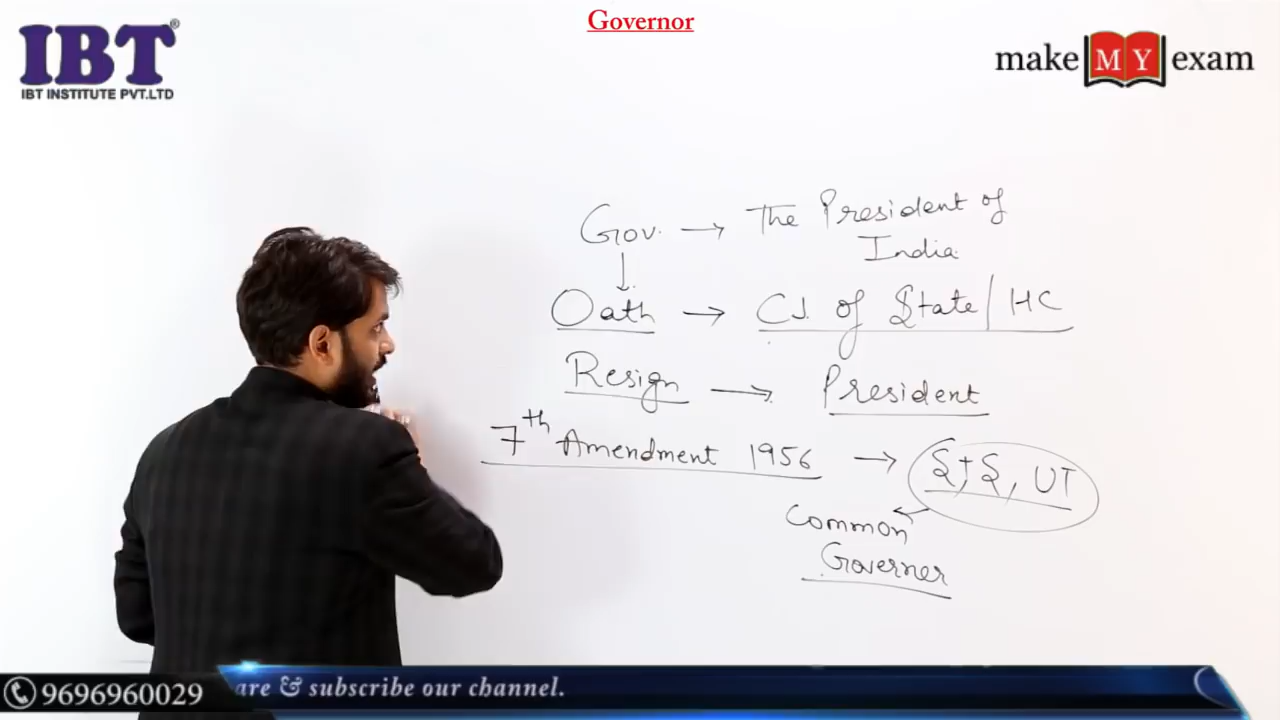 Governor
IBT®
IBT INSTITUTE PVT.LTD
make MY exam
Gov. → The President of
India
Oath → CJ. of State / HC
Resign → President
7th Amendment 1956 → S+S, UT
Common
Governer
9696960029
are & subscribe our channel.